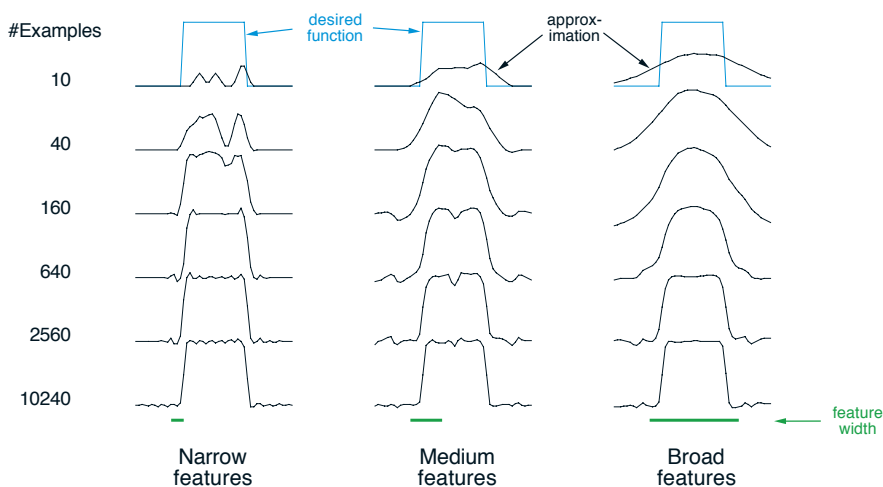 #Examples
desired
function
approx-
imation
10
40
160
640
2560
10240
feature
width
Narrow
features
Medium
features
Broad
features